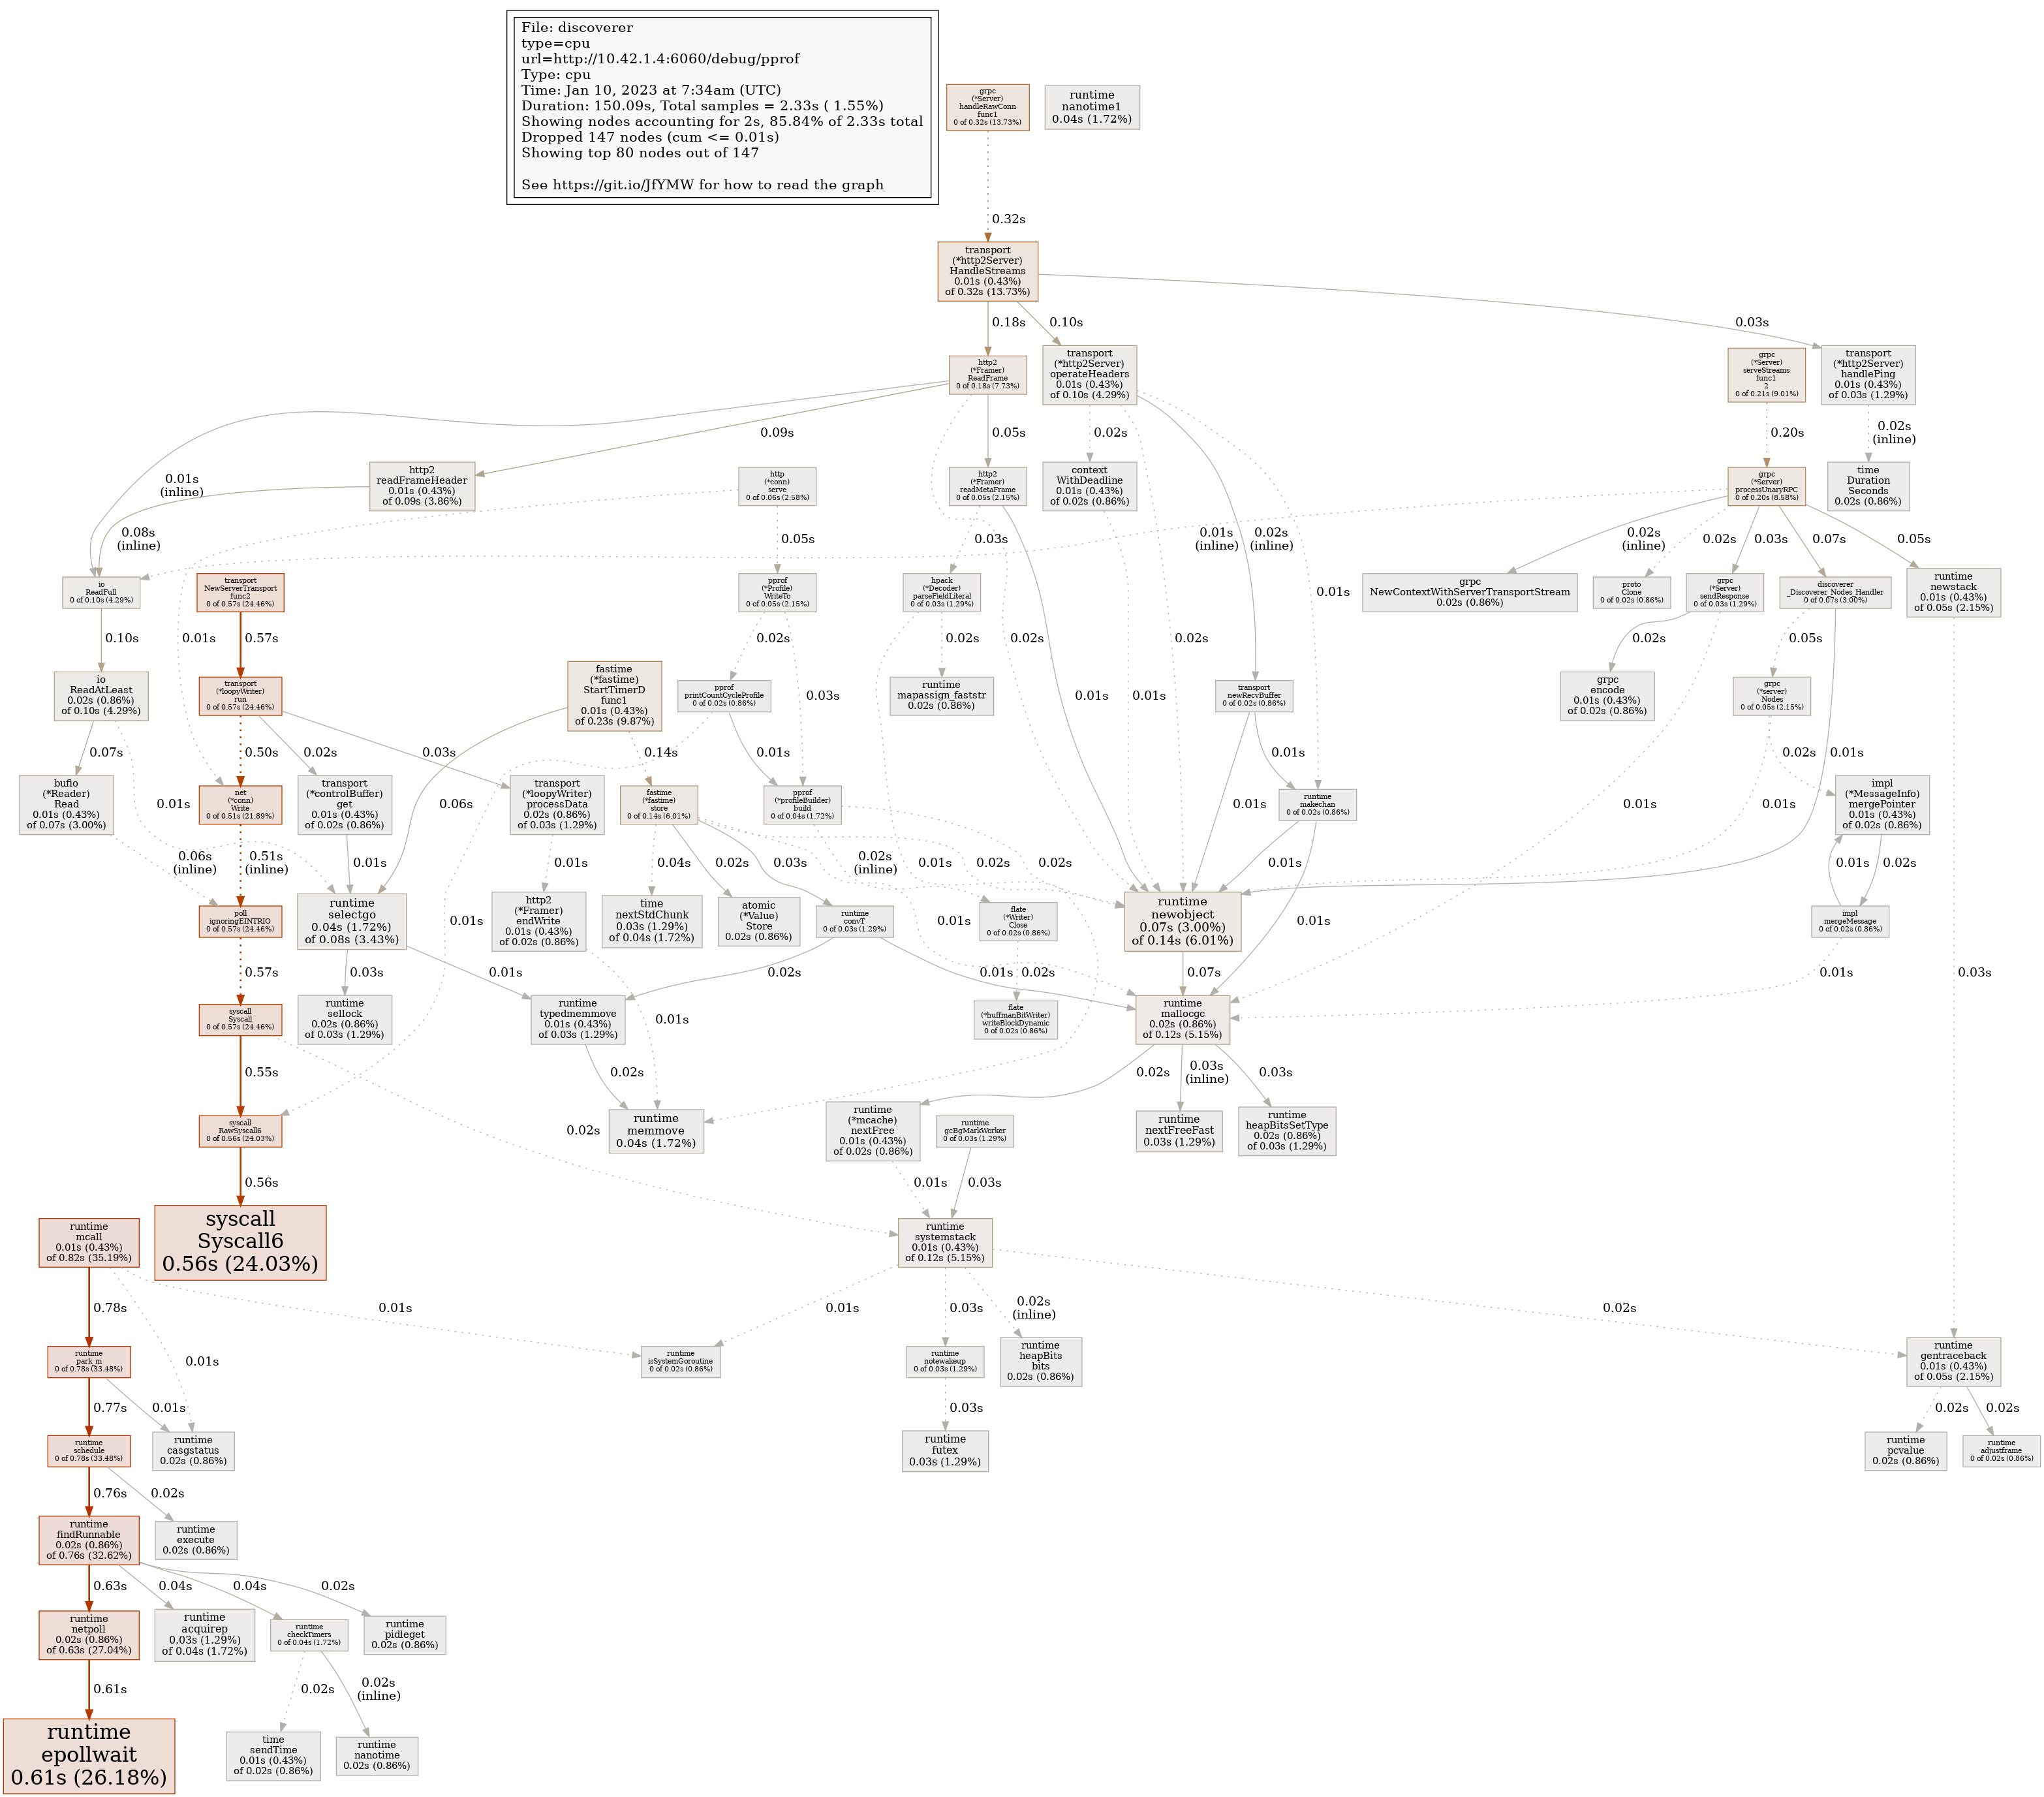 File: discoverer
type=cpu
url=http://10.42.1.4:6060/debug/pprof
Type: cpu
Time: Jan 10, 2023 at 7:34am (UTC)
Duration: 150.09s, Total samples = 2.33s ( 1.55%)
Showing nodes accounting for 2s, 85.84% of 2.33s total
Dropped 147 nodes (cum <= 0.01s)
Showing top 80 nodes out of 147
See https://git.io/JfYMW for how to read the graph
grpc
(*Server)
handleRawConn
func1
0 of 0.32s (13.73%)
runtime
nanotime1
0.04s (1.72%)
0.32s
transport
(*http2Server)
HandleStreams
0.01s (0.43%)
of 0.32s (13.73%)
0.18s
0.10s
0.03s
http2
(*Framer)
ReadFrame
0 of 0.18s (7.73%)
transport
(*http2Server)
operateHeaders
0.01s (0.43%)
of 0.10s (4.29%)
grpc
(*Server)
serveStreams
func1
2
0 of 0.21s (9.01%)
transport
(*http2Server)
handlePing
0.01s (0.43%)
of 0.03s (1.29%)
0.01s
(inline)
0.09s
0.05s
0.02s
0.02s
(inline)
0.20s
0.02s
(inline)
http2
readFrameHeader
0.01s (0.43%)
of 0.09s (3.86%)
http
(*conn)
serve
0 of 0.06s (2.58%)
http2
(*Framer)
readMetaFrame
0 of 0.05s (2.15%)
context
WithDeadline
0.01s (0.43%)
of 0.02s (0.86%)
grpc
(*Server)
processUnaryRPC
0 of 0.20s (8.58%)
time
Duration
Seconds
0.02s (0.86%)
0.08s
(inline)
0.05s
0.03s
0.01s
(inline)
0.02s
(inline)
0.02s
0.03s
0.07s
0.05s
io
ReadFull
0 of 0.10s (4.29%)
transport
NewServerTransport
func2
0 of 0.57s (24.46%)
pprof
(*Profile)
WriteTo
0 of 0.05s (2.15%)
hpack
(*Decoder)
parseFieldLiteral
0 of 0.03s (1.29%)
grpc
NewContextWithServerTransportStream
0.02s (0.86%)
proto
Clone
0 of 0.02s (0.86%)
grpc
(*Server)
sendResponse
0 of 0.03s (1.29%)
discoverer
_Discoverer_Nodes_Handler
0 of 0.07s (3.00%)
runtime
newstack
0.01s (0.43%)
of 0.05s (2.15%)
0.01s
0.10s
0.01s
0.57s
0.02s
0.03s
0.02s
0.02s
0.01s
0.01s
0.02s
0.02s
0.05s
io
ReadAtLeast
0.02s (0.86%)
of 0.10s (4.29%)
transport
(*loopyWriter)
run
0 of 0.57s (24.46%)
fastime
(*fastime)
StartTimerD
func1
0.01s (0.43%)
of 0.23s (9.87%)
pprof
printCountCycleProfile
0 of 0.02s (0.86%)
runtime
mapassign_faststr
0.02s (0.86%)
transport
newRecvBuffer
0 of 0.02s (0.86%)
grpc
encode
0.01s (0.43%)
of 0.02s (0.86%)
grpc
(*server)
Nodes
0 of 0.05s (2.15%)
0.07s
0.01s
0.50s
0.02s
0.03s
0.06s
0.14s
0.01s
0.01s
0.01s
0.01s
0.02s
0.01s
0.01s
bufio
(*Reader)
Read
0.01s (0.43%)
of 0.07s (3.00%)
net
(*conn)
Write
0 of 0.51s (21.89%)
transport
(*controlBuffer)
get
0.01s (0.43%)
of 0.02s (0.86%)
transport
(*loopyWriter)
processData
0.02s (0.86%)
of 0.03s (1.29%)
fastime
(*fastime)
store
0 of 0.14s (6.01%)
pprof
(*profileBuilder)
build
0 of 0.04s (1.72%)
runtime
makechan
0 of 0.02s (0.86%)
impl
(*MessageInfo)
mergePointer
0.01s (0.43%)
of 0.02s (0.86%)
0.06s
(inline)
0.51s
(inline)
0.01s
0.01s
0.04s
0.02s
0.03s
0.02s
(inline)
0.01s
0.02s
0.02s
0.01s
0.01s
0.01s
0.02s
poll
ignoringEINTRIO
0 of 0.57s (24.46%)
runtime
selectgo
0.04s (1.72%)
of 0.08s (3.43%)
http2
(*Framer)
endWrite
0.01s (0.43%)
of 0.02s (0.86%)
time
nextStdChunk
0.03s (1.29%)
of 0.04s (1.72%)
atomic
(*Value)
Store
0.02s (0.86%)
runtime
convT
0 of 0.03s (1.29%)
flate
(*Writer)
Close
0 of 0.02s (0.86%)
runtime
newobject
0.07s (3.00%)
of 0.14s (6.01%)
impl
mergeMessage
0 of 0.02s (0.86%)
0.57s
0.01s
0.03s
0.01s
0.02s
0.01s
0.01s
0.02s
0.07s
0.01s
0.03s
syscall
Syscall
0 of 0.57s (24.46%)
runtime
sellock
0.02s (0.86%)
of 0.03s (1.29%)
runtime
typedmemmove
0.01s (0.43%)
of 0.03s (1.29%)
flate
(*huffmanBitWriter)
writeBlockDynamic
0 of 0.02s (0.86%)
runtime
mallocgc
0.02s (0.86%)
of 0.12s (5.15%)
0.55s
0.02s
0.02s
0.02s
0.03s
(inline)
0.03s
syscall
RawSyscall6
0 of 0.56s (24.03%)
runtime
memmove
0.04s (1.72%)
runtime
(*mcache)
nextFree
0.01s (0.43%)
of 0.02s (0.86%)
runtime
gcBgMarkWorker
0 of 0.03s (1.29%)
runtime
nextFreeFast
0.03s (1.29%)
runtime
heapBitsSetType
0.02s (0.86%)
of 0.03s (1.29%)
0.56s
0.01s
0.03s
runtime
mcall
0.01s (0.43%)
of 0.82s (35.19%)
syscall
Syscall6
0.56s (24.03%)
runtime
systemstack
0.01s (0.43%)
of 0.12s (5.15%)
0.78s
0.01s
0.01s
0.01s
0.03s
0.02s
(inline)
0.02s
runtime
park_m
0 of 0.78s (33.48%)
runtime
isSystemGoroutine
0 of 0.02s (0.86%)
runtime
notewakeup
0 of 0.03s (1.29%)
runtime
heapBits
bits
0.02s (0.86%)
runtime
gentraceback
0.01s (0.43%)
of 0.05s (2.15%)
0.77s
0.01s
0.03s
0.02s
0.02s
runtime
schedule
0 of 0.78s (33.48%)
runtime
casgstatus
0.02s (0.86%)
runtime
futex
0.03s (1.29%)
runtime
pcvalue
0.02s (0.86%)
runtime
adjustframe
0 of 0.02s (0.86%)
0.76s
0.02s
runtime
findRunnable
0.02s (0.86%)
of 0.76s (32.62%)
runtime
execute
0.02s (0.86%)
0.63s
0.04s
0.04s
0.02s
runtime
netpoll
0.02s (0.86%)
of 0.63s (27.04%)
runtime
acquirep
0.03s (1.29%)
of 0.04s (1.72%)
runtime
checkTimers
0 of 0.04s (1.72%)
runtime
pidleget
0.02s (0.86%)
0.61s
0.02s
0.02s
(inline)
runtime
epollwait
0.61s (26.18%)
time
sendTime
0.01s (0.43%)
of 0.02s (0.86%)
runtime
nanotime
0.02s (0.86%)